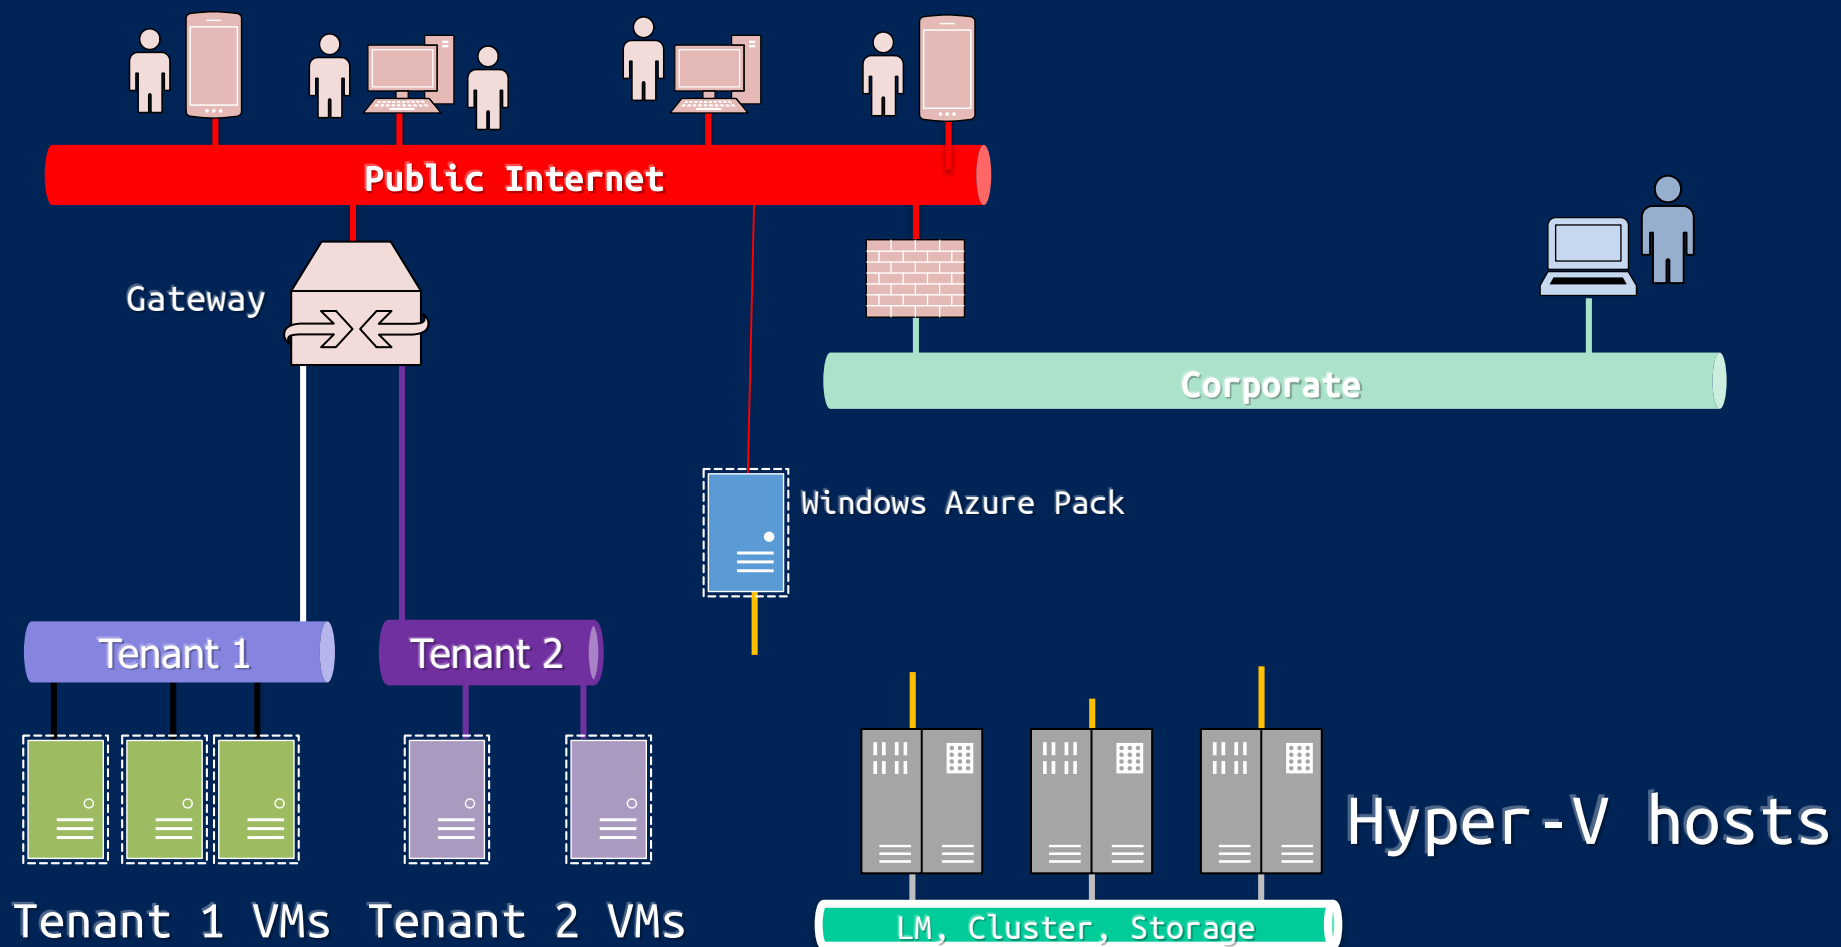 Public Internet
Gateway
Corporate
Windows Azure Pack
Tenant 1
Tenant 2
Hyper-V hosts
Tenant 1 VMs
Tenant 2 VMs
LM, Cluster, Storage